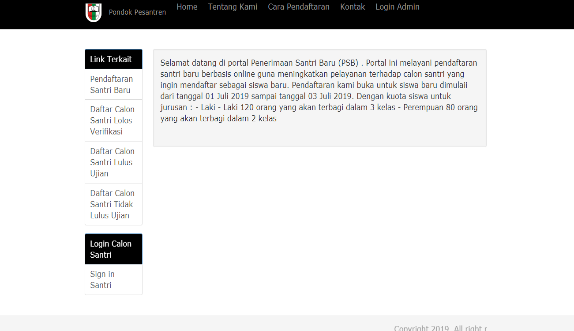 Pondok Pesantren
Home Tentang Kami Cara Pendaftaran Kontak Login Admin
Link Terkait
Pendaftaran
Santri Baru
Daftar Calon
Santri Lolos
Verifikasi
Daftar Calon
Santri Lulus
Ujian
Daftar Calon
Santri Tidak
Lulus Ujian
Login Calon
Santri
Sign in
Santri
Selamat datang di portal Penerimaan Santri Baru (PSB) . Portal ini melayani pendaftaran
santri baru berbasis online guna meningkatkan pelayanan terhadap calon santri yang
ingin mendaftar sebagai siswa baru. Pendaftaran kami buka untuk siswa baru dimulai
dari tanggal 01 Juli 2019 sampai tanggal 03 Juli 2019. Dengan kuota siswa untuk
jurusan : - Laki - Laki 120 orang yang akan terbagi dalam 3 kelas - Perempuan 80 orang
yang akan terbagi dalam 2 kelas
Copyright 2019. All right r